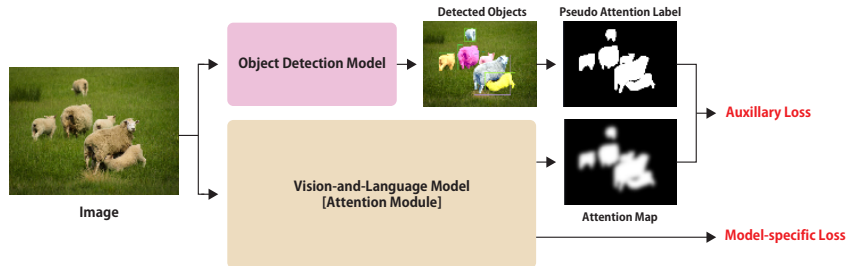 Detected Objects
Pseudo Attention Label
Object Detection Model
Auxillary Loss
Vision-and-Language Model
[Attention Module]
Image
Attention Map
Model-specific Loss